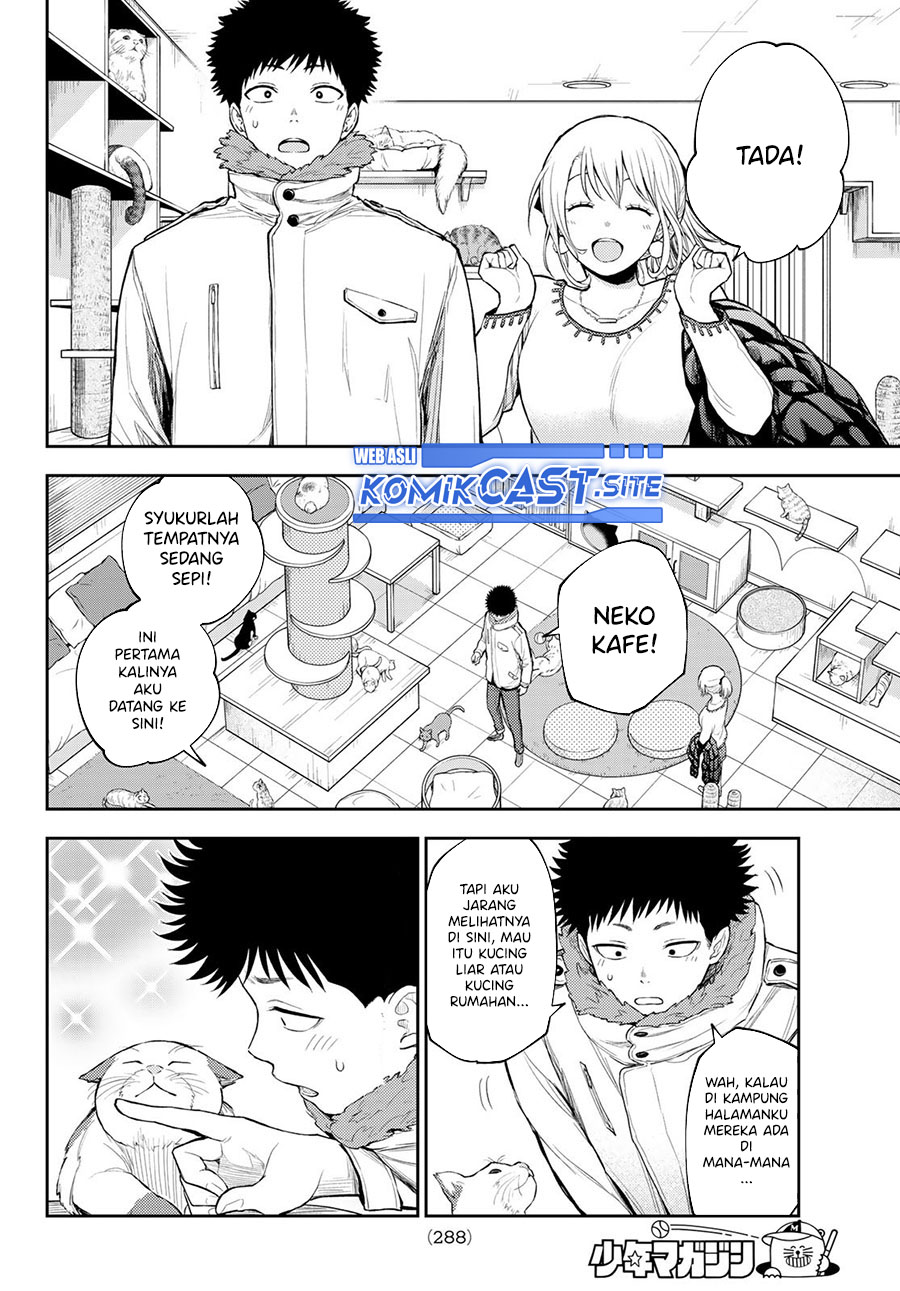 TADA!
WEB ASLI
KOMIKCAST.SITE
NEKO
KAFE!
SYUKURLAH
TEMPATNYA
SEDANG
SEPI!
INI
PERTAMA
KALINYA
AKU
DATANG KE
SINI!
WAH, KALAU
DI KAMPUNG
HALAMANKU
MEREKA ADA
DI
MANA-MANA
...
TAPI AKU
JARANG
MELIHATNYA
DI SINI, MAU
ITU KUCING
LIAR ATAU
KUCING
RUMAHAN...
(288)
少年マガジン
M